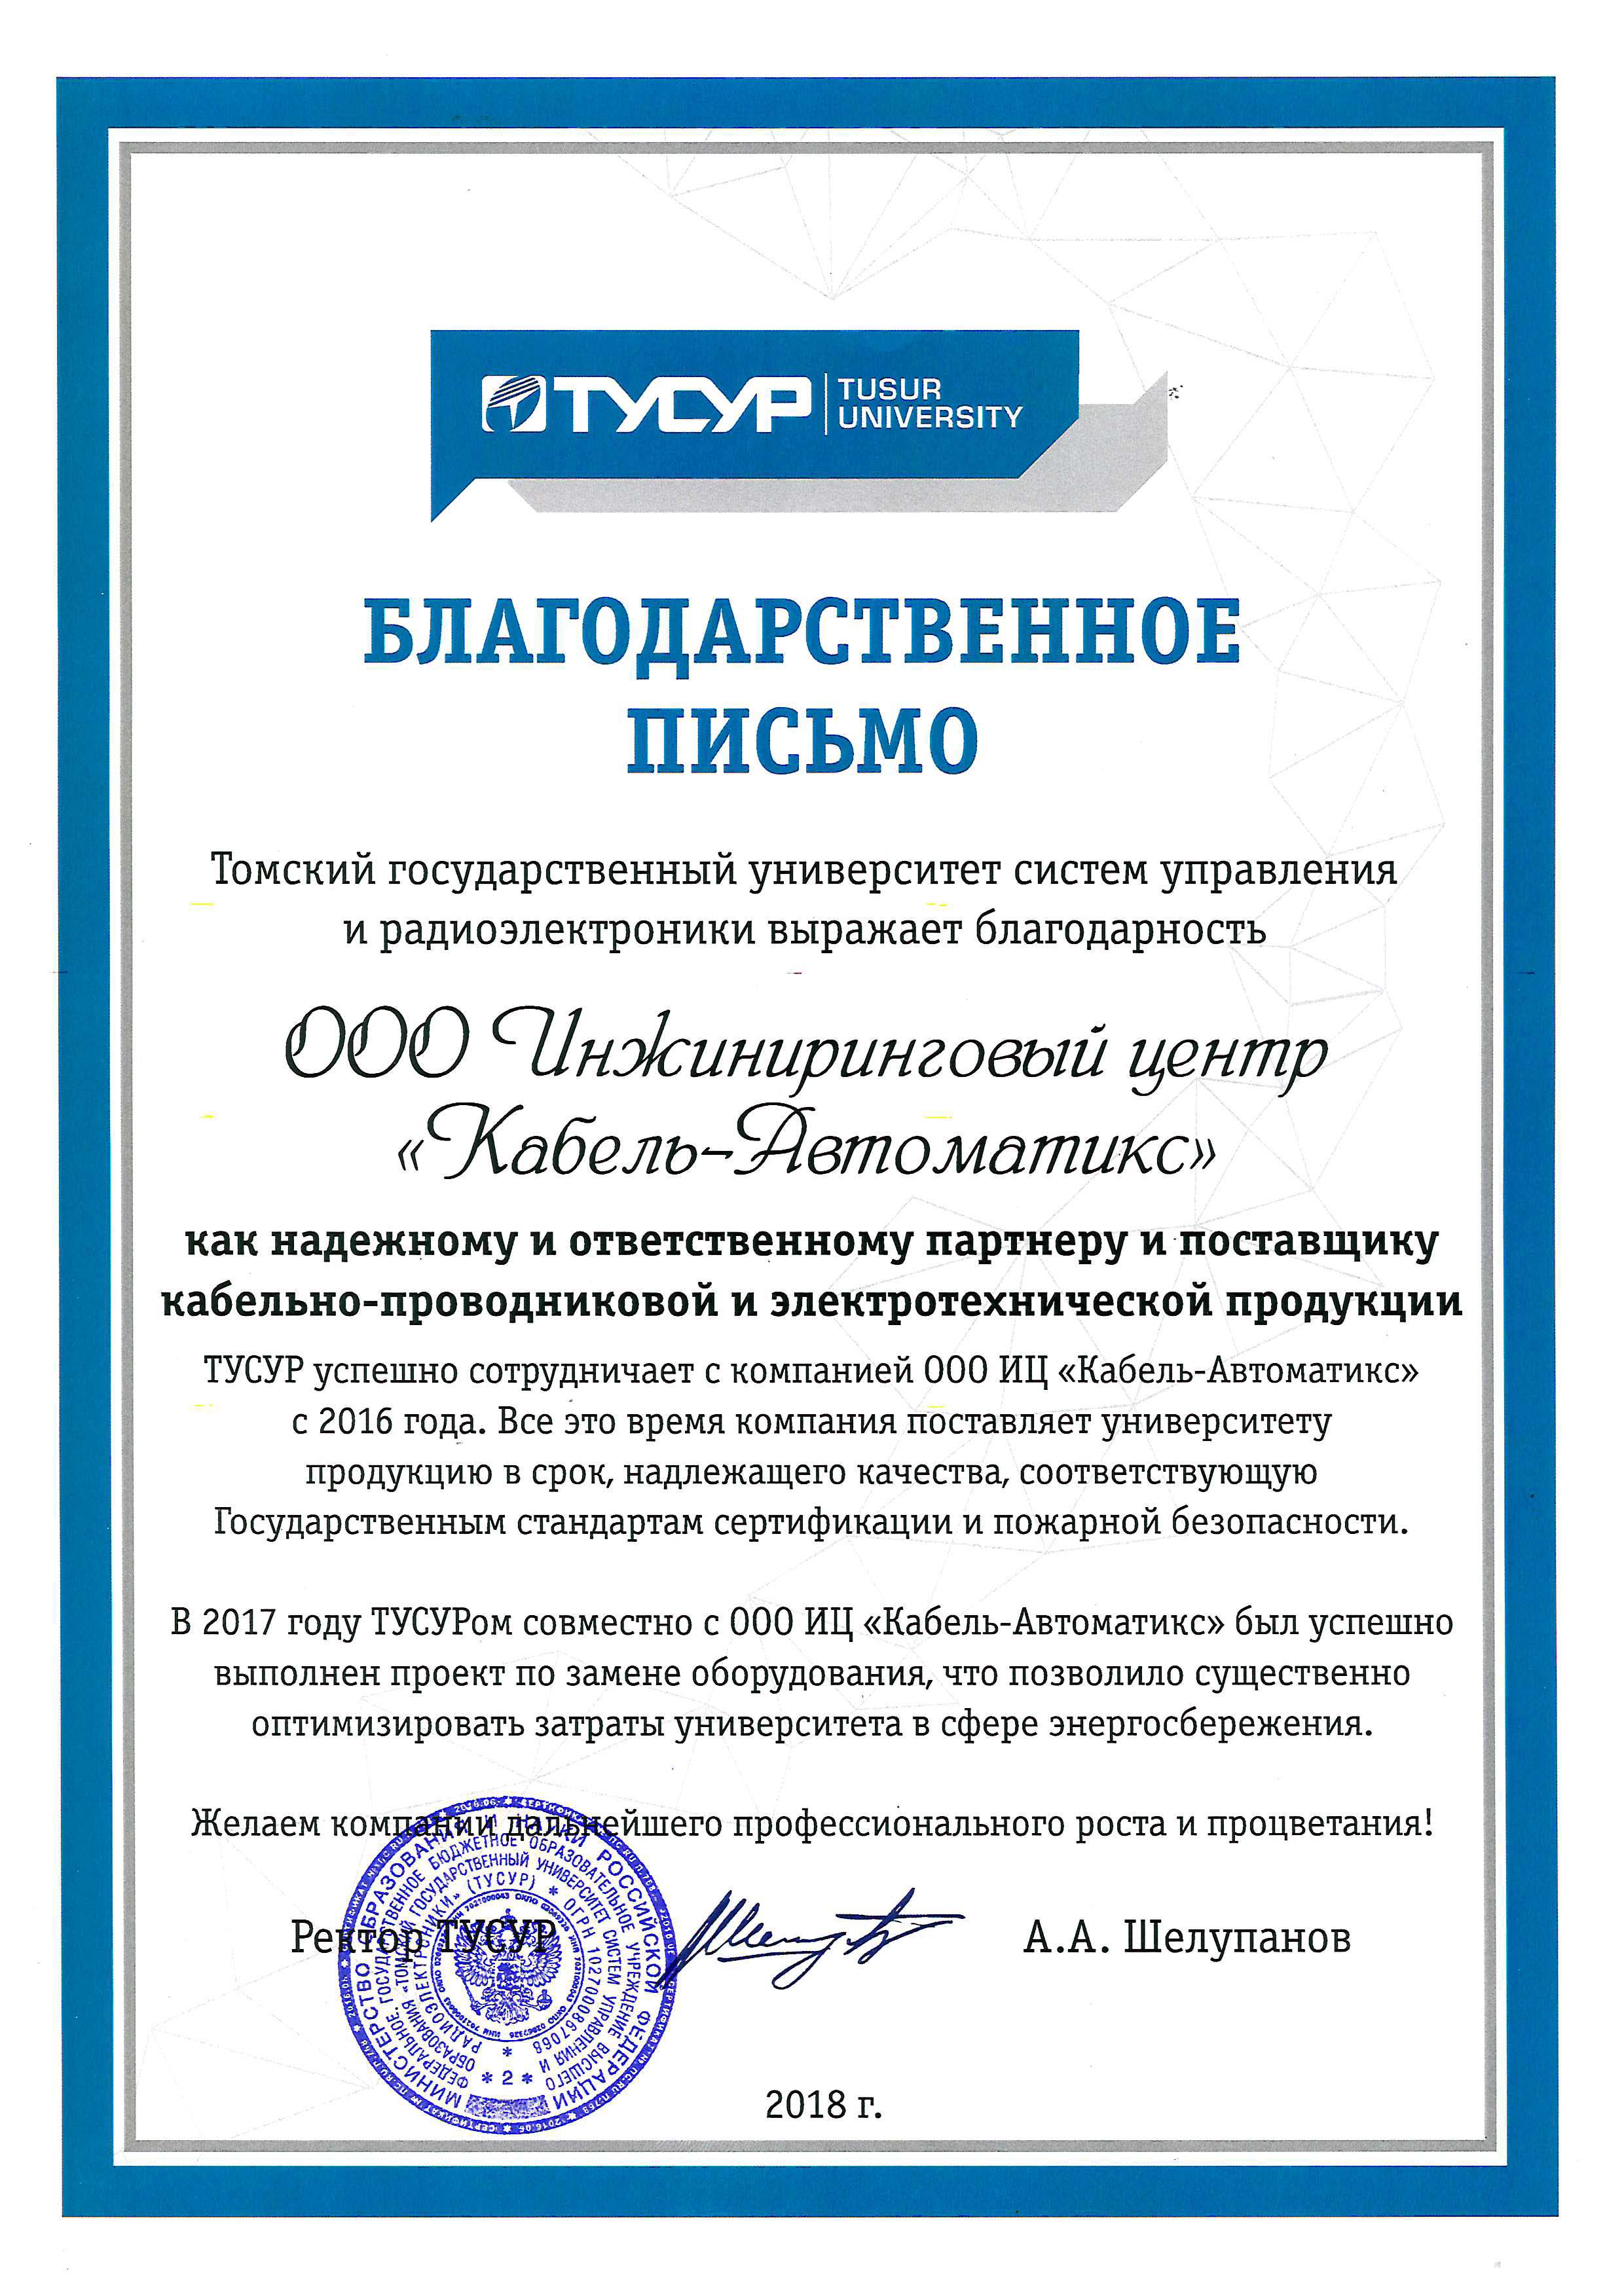 ТУСУР
TUSUR
UNIVERSITY
БЛАГОДАРСТВЕННОЕ
ПИСЬМО
Томский государственный университет систем управления
и радиоэлектроники выражает благодарность
ООО Инжиниринговый центр
«Кабель-Автоматикс»
как надежному и ответственному партнеру и поставщику
кабельно-проводниковой и электротехнической продукции
ТУСУР успешно сотрудничает с компанией ООО ИЦ «Кабель-Автоматикс»
с 2016 года. Все это время компания поставляет университету
продукцию в срок, надлежащего качества, соответствующую
Государственным стандартам сертификации и пожарной безопасности.
В 2017 году ТУСУРом совместно с ООО ИЦ «Кабель-Автоматикс» был успешно
выполнен проект по замене оборудования, что позволило существенно
оптимизировать затраты университета в сфере энергосбережения.
Желаем компании дальнейшего профессионального роста и процветания!
Ректор ТУСУР
А.А. Шелупанов
МИНИСТЕРСТВО ОБРАЗОВАНИЯ И НАУКИ РОССИЙСКОЙ ФЕДЕРАЦИИ
ФЕДЕРАЛЬНОЕ ГОСУДАРСТВЕННОЕ БЮДЖЕТНОЕ ОБРАЗОВАТЕЛЬНОЕ УЧРЕЖДЕНИЕ ВЫСШЕГО
ОБРАЗОВАНИЯ «ТОМСКИЙ ГОСУДАРСТВЕННЫЙ УНИВЕРСИТЕТ СИСТЕМ УПРАВЛЕНИЯ И
РАДИОЭЛЕКТРОНИКИ» (ТУСУР) * ОГРН 1027000867068 *
* 2 *
2018 г.